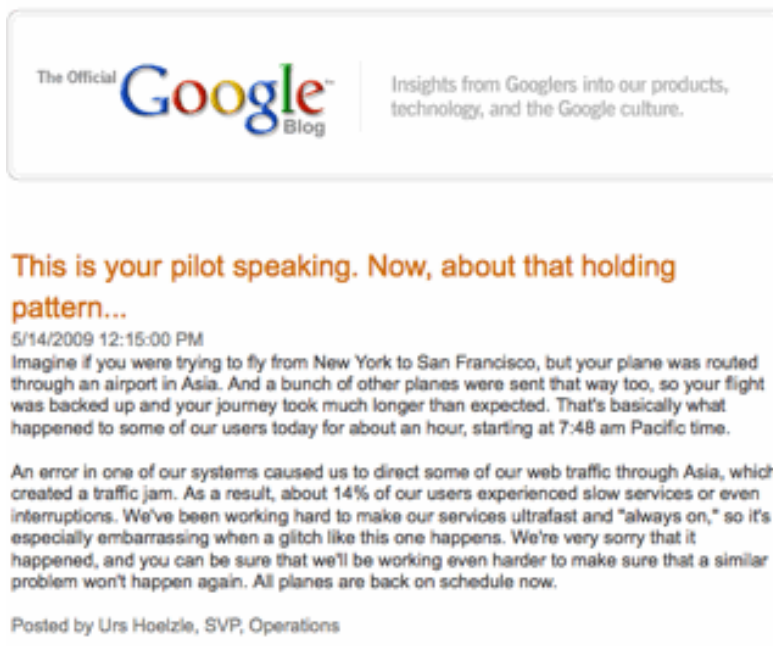 The Official Google™ Blog
Insights from Googlers into our products,
technology, and the Google culture.
This is your pilot speaking. Now, about that holding
pattern...
5/14/2009 12:15:00 PM
Imagine if you were trying to fly from New York to San Francisco, but your plane was routed
through an airport in Asia. And a bunch of other planes were sent that way too, so your flight
was backed up and your journey took much longer than expected. That's basically what
happened to some of our users today for about an hour, starting at 7:48 am Pacific time.
An error in one of our systems caused us to direct some of our web traffic through Asia, which
created a traffic jam. As a result, about 14% of our users experienced slow services or even
interruptions. We've been working hard to make our services ultrafast and "always on," so it's
especially embarrassing when a glitch like this one happens. We're very sorry that it
happened, and you can be sure that we'll be working even harder to make sure that a similar
problem won't happen again. All planes are back on schedule now.
Posted by Urs Hoelzle, SVP, Operations